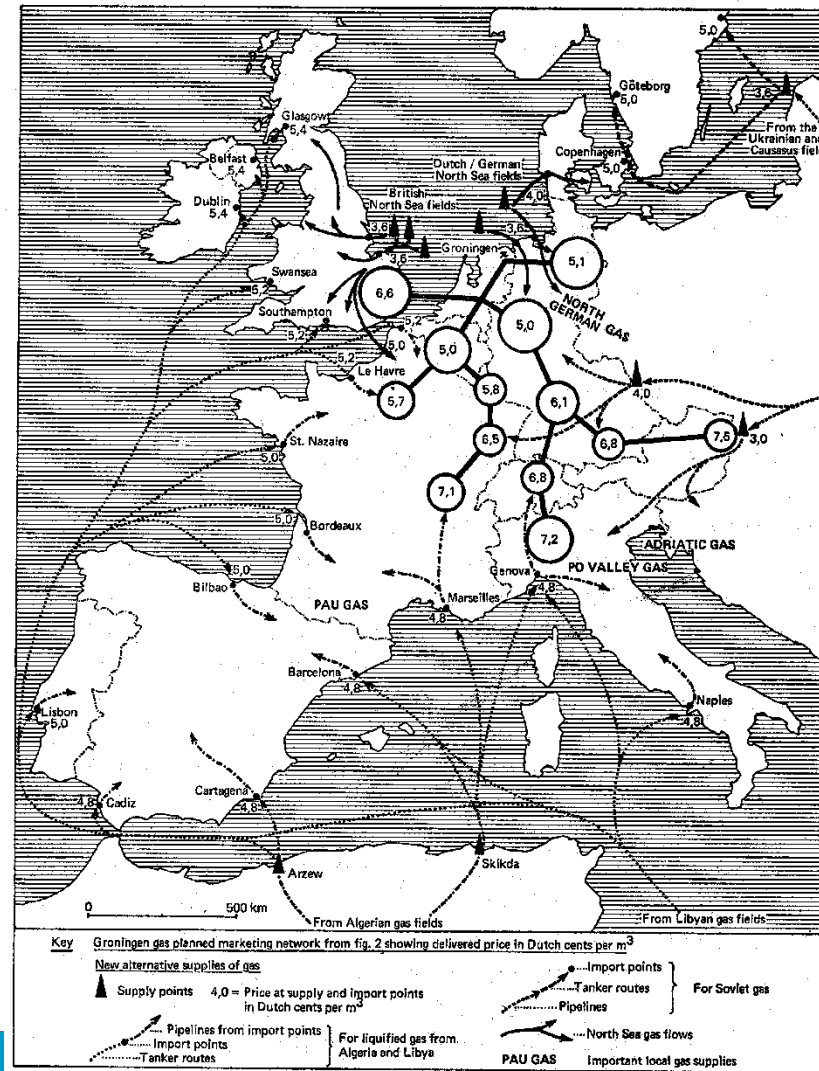 5,0
Göteborg
5,0
3,6
From the
Ukrainian and
Causasus field
Glasgow
5,4
Belfast
5,4
Dublin
5,4
Copenhagen
5,0
Dutch / German
North Sea fields
4,0
British
North Sea fields
3,6
3,6
3,6
Groningen
5,1
NORTH
GERMAN GAS
Swansea
5,2
6,6
Southampton
5,2
5,2
5,0
5,0
5,0
5,2
Le Havre
5,7
5,8
6,1
4,0
6,5
6,8
7,5
3,0
St. Nazaire
5,0
7,1
6,8
7,2
Bordeaux
5,0
ADRIATIC GAS
PO VALLEY GAS
Genova
4,8
5,0
Bilbao
PAU GAS
Marseilles
4,8
Barcelona
4,8
Lisbon
5,0
Naples
4,8
Cartagena
4,8
4,8
Cadiz
Arzew
Skikda
0 500 km
From Algerian gas fields
From Libyan gas fields
Key Groningen gas planned marketing network from fig. 2 showing delivered price in Dutch cents per m³
New alternative supplies of gas
Supply points 4,0 = Price at supply and import points
in Dutch cents per m³
Pipelines from import points
Import points
Tanker routes
For liquified gas from
Algeria and Libya
Import points
Tanker routes
Pipelines
For Soviet gas
North Sea gas flows
PAU GAS Important local gas supplies